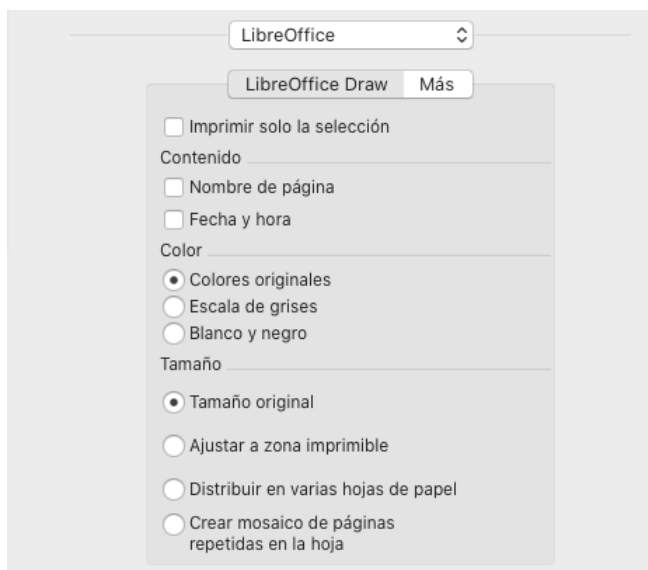 LibreOffice
LibreOffice Draw Más
Imprimir solo la selección
Contenido
Nombre de página
Fecha y hora
Color
Colores originales
Escala de grises
Blanco y negro
Tamaño
Tamaño original
Ajustar a zona imprimible
Distribuir en varias hojas de papel
Crear mosaico de páginas
repetidas en la hoja